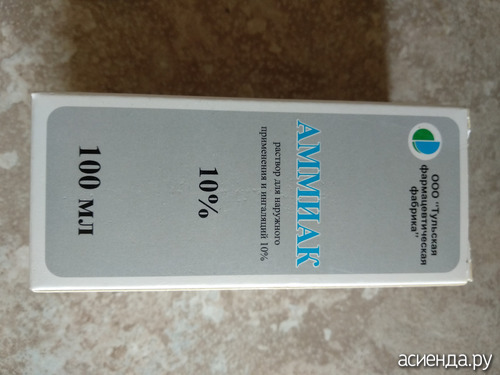 ООО "Тульская
фармацевтическая
фабрика"
АММИАК
раствор для наружного
применения и ингаляций 10%
10%
100 мл
асиенда.ру